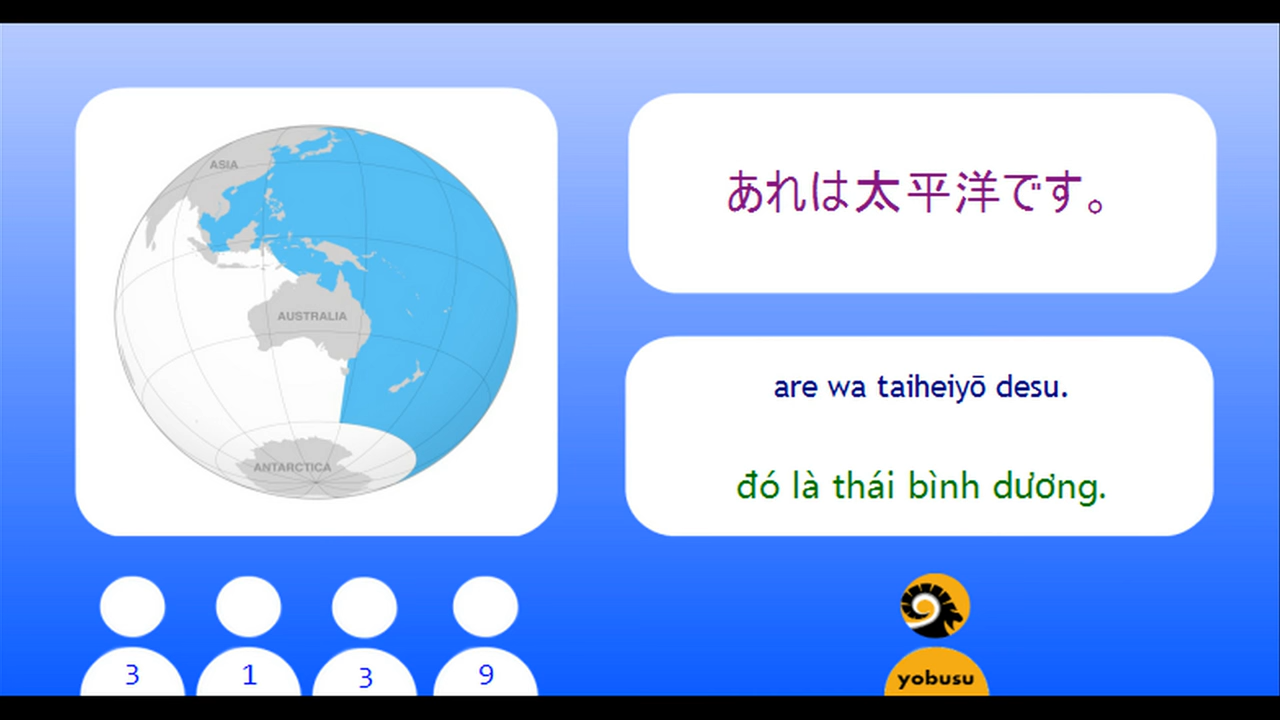 ASIA
AUSTRALIA
ANTARCTICA
あれは太平洋です。
are wa taiheiyō desu.
đó là thái bình dương.
3 1 3 9
yobusu